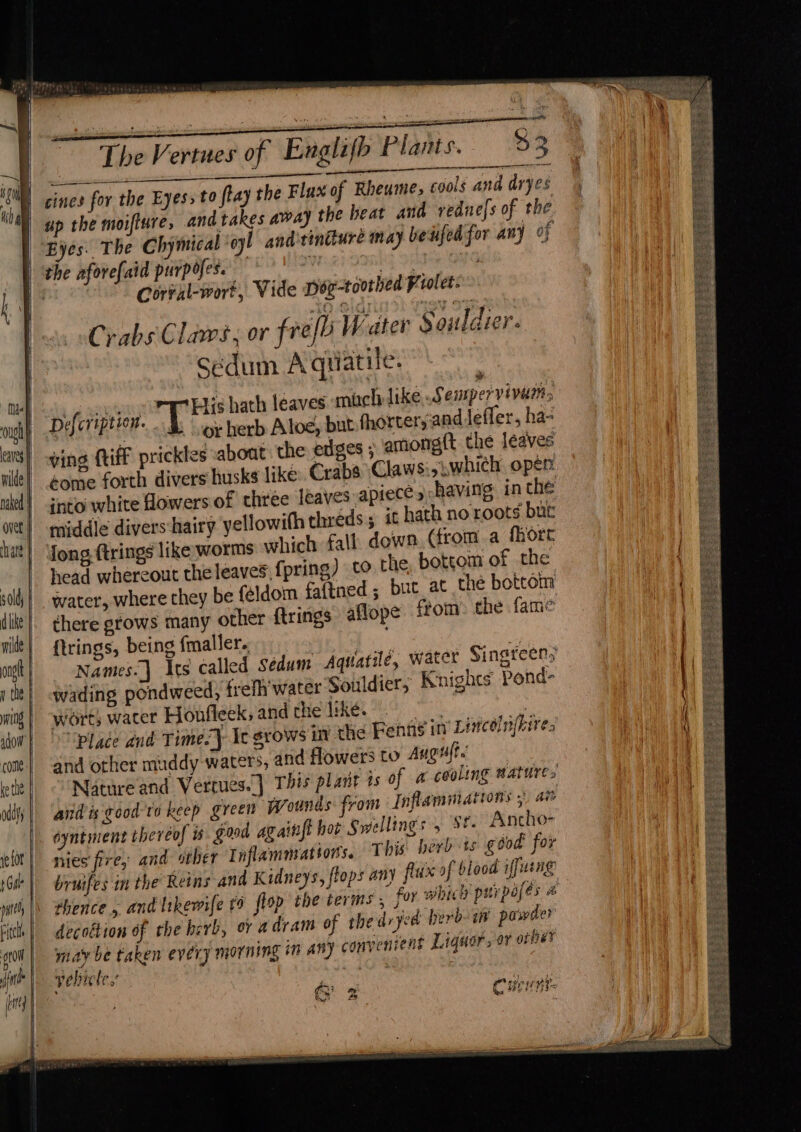 The Vertues of Engliſh Plants. 83
cines for the Eyes, to ſtay the Flux of Rheume, cools and dryes
up the moiſture, and takes away the heat and redneſs of the
Eyes. The Chymical oyl and tincture may be uſed for any of
the aforeſaid purpoſes.
Corral-wort, Vide Dog-toothed Violet.
Crabs Claws, or freſh Water Souldier.
Sedum Aquatile.
Deſcription. THis hath leaves much like Sempervivum,
or herb Aloe, but ſhorter, and leſſer, ha-
ving ſtiff prickles about the edges; amongſt the leaves
come forth divers husks like Crabs Claws, which open
into white flowers of three leaves apiece, having in the
middle divers hairy yellowiſh threds; it hath no roots but
long ſtrings like worms which fall down (from a ſhort
head whereout the leaves ſpring) to the bottom of the
water, where they be ſeldom faſtned; but at the bottom
there grows many other ſtrings aſlope from the ſame
ſtrings, being ſmaller.
Names.] Its called Sedum Aquatile, water Singreen,
wading pondweed, freſh water Souldier, Knights Pond-
wort, water Houſleek, and the like.
Place and Time.] It grows in the Fenns in Lincolnſhire,
and other muddy waters, and flowers to Auguſt.
Nature and Vertues.] This plant is of a cooling nature,
and is good to keep green Wounds from Inflammations; an
oyntment thereof is good againſt hot Swellings, St. Antho-
nies fire, and other Inflammations. This herb is good for
bruiſes in the Reins and Kidneys, ſtops any flux of blood iſſuing
thence, and likewiſe to ſtop the terms, for which purpoſes a
decoction of the herb, or a dram of the dryed herb in powder
may be taken every morning in any convenient Liquor, or other
vehicle.
G 2 Cucum-